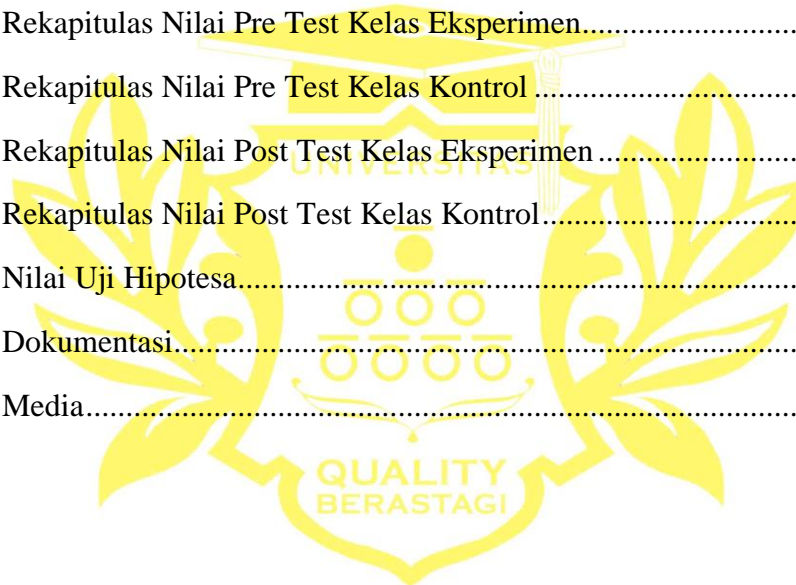 Rekapitulas Nilai Pre Test Kelas Eksperimen........................
Rekapitulas Nilai Pre Test Kelas Kontrol ..............................
Rekapitulas Nilai Post Test Kelas Eksperimen ......................
UNIVERSITAS
Rekapitulas Nilai Post Test Kelas Kontrol.............................
Nilai Uji Hipotesa...................................................................
Dokumentasi...........................................................................
Media......................................................................................
QUALITY
BERASTAGI